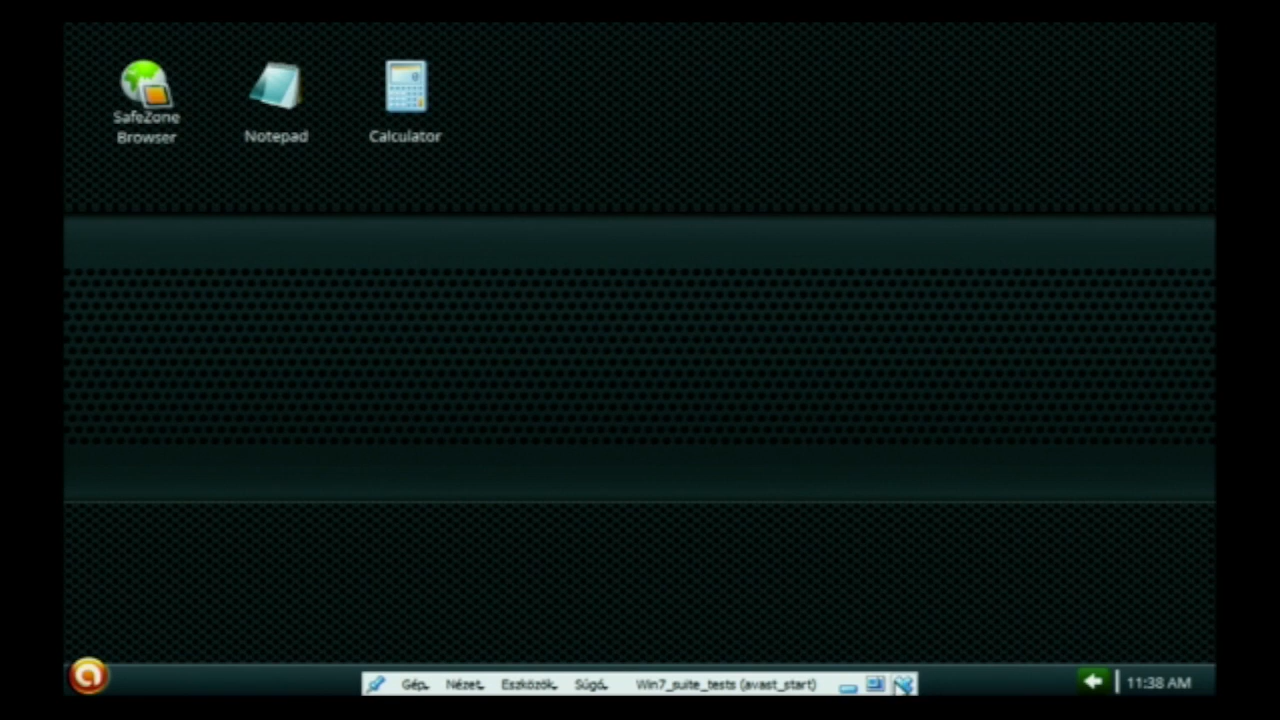 SafeZone
Browser
Notepad
Calculator
Gép
Nézet
Eszközök
Súgó
Win7_suite_tests (avast_start)
11:38 AM